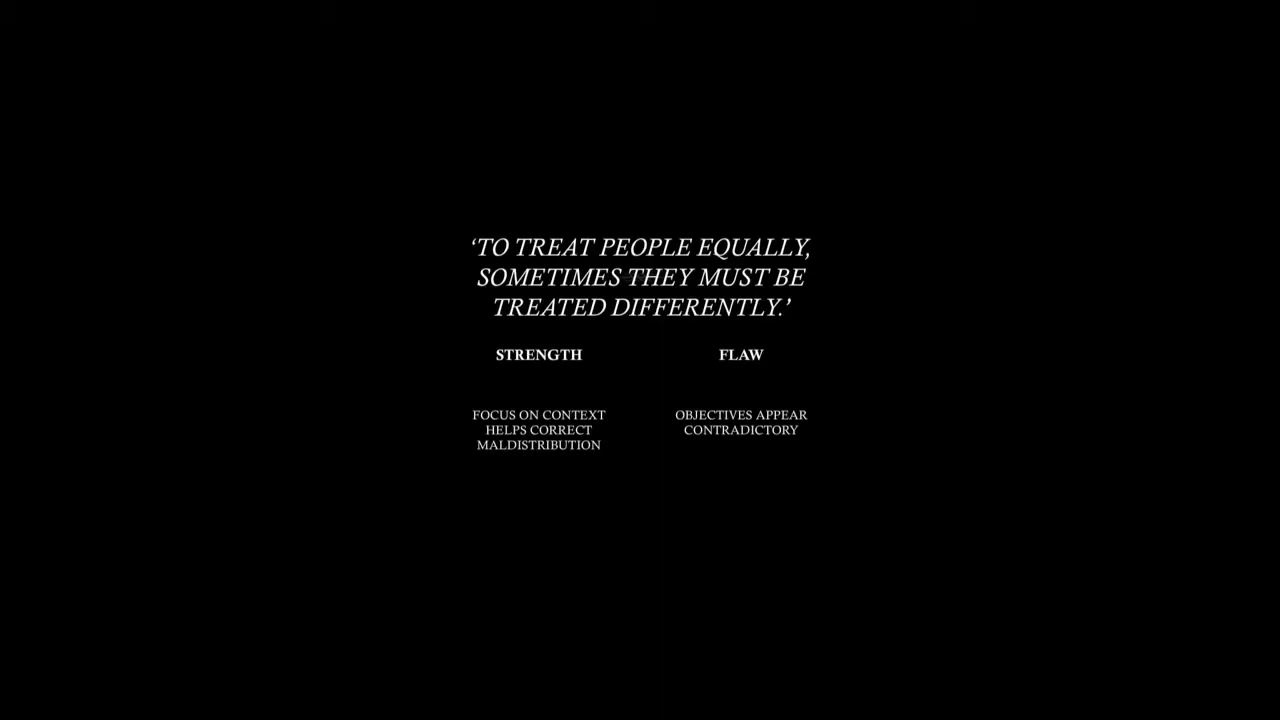 ‘TO TREAT PEOPLE EQUALLY,
SOMETIMES THEY MUST BE
TREATED DIFFERENTLY.’
STRENGTH
FOCUS ON CONTEXT
HELPS CORRECT
MALDISTRIBUTION
FLAW
OBJECTIVES APPEAR
CONTRADICTORY